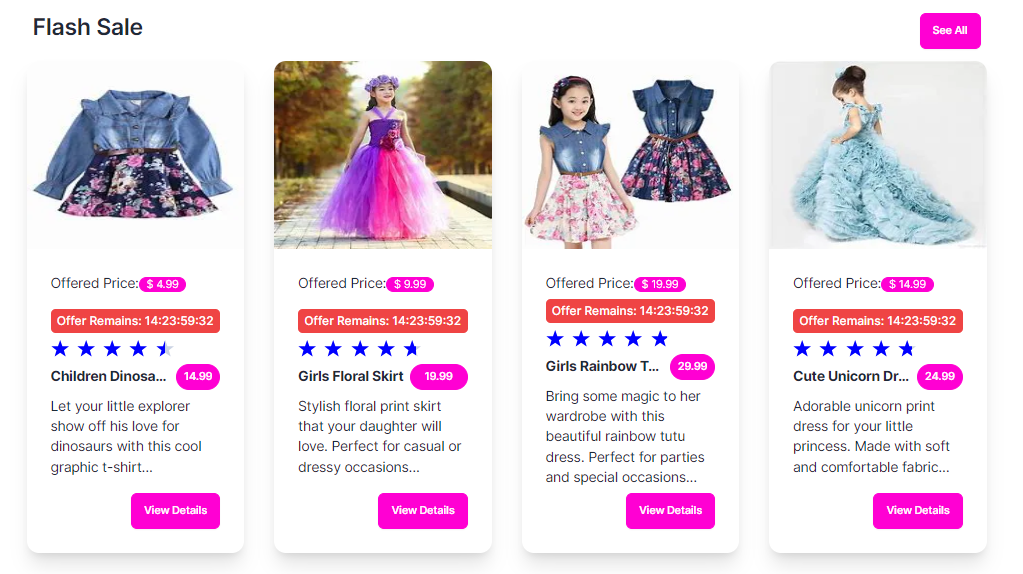 Flash Sale
See All
Offered Price: $ 4.99
Offer Remains: 14:23:59:32
Children Dinosa... 14.99
Let your little explorer
show off his love for
dinosaurs with this cool
graphic t-shirt...
View Details
Offered Price: $ 9.99
Offer Remains: 14:23:59:32
Girls Floral Skirt 19.99
Stylish floral print skirt
that your daughter will
love. Perfect for casual or
dressy occasions...
View Details
Offered Price: $ 19.99
Offer Remains: 14:23:59:32
Girls Rainbow T... 29.99
Bring some magic to her
wardrobe with this
beautiful rainbow tutu
dress. Perfect for parties
and special occasions...
View Details
Offered Price: $ 14.99
Offer Remains: 14:23:59:32
Cute Unicorn Dr... 24.99
Adorable unicorn print
dress for your little
princess. Made with soft
and comfortable fabric...
View Details